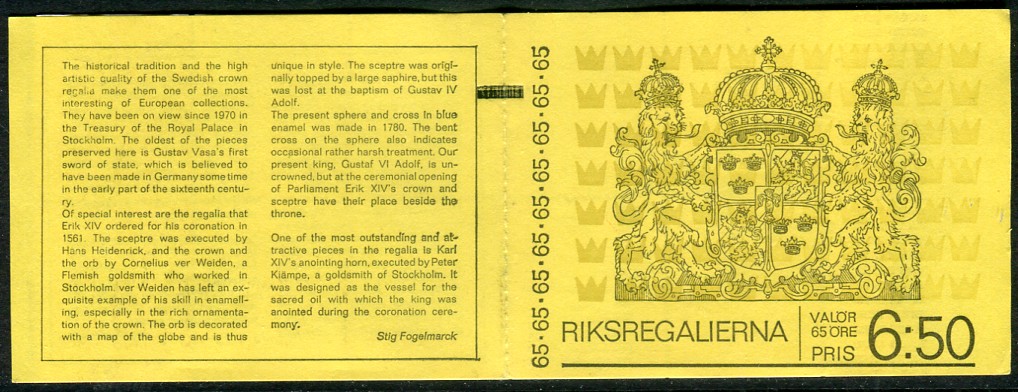 The historical tradition and the high
artistic quality of the Swedish crown
regalia make them one of the most
interesting of European collections.
They have been on view since 1970 in
the Treasury of the Royal Palace in
Stockholm. The oldest of the pieces
preserved here is Gustav Vasa's first
sword of state, which is believed to
have been made in Germany some time
in the early part of the sixteenth centu-
ry.
Of special interest are the regalia that
Erik XIV ordered for his coronation in
1561. The sceptre was executed by
Hans Heidenrick, and the crown and
the orb by Cornelius ver Weiden, a
Flemish goldsmith who worked in
Stockholm. ver Weiden has left an ex-
quisite example of his skill in enamell-
ing, especially in the rich ornamenta-
tion of the crown. The orb is decorated
with a map of the globe and is thus
unique in style. The sceptre was origi-
nally topped by a large saphire, but this
was lost at the baptism of Gustav IV
Adolf.
The present sphere and cross in blue
enamel was made in 1780. The bent
cross on the sphere also indicates
occasional rather harsh treatment. Our
present king, Gustaf VI Adolf, is un-
crowned, but at the ceremonial opening
of Parliament Erik XIV's crown and
sceptre have their place beside the
throne.
One of the most outstanding and at-
tractive pieces in the regalia is Karl
XIV's anointing horn, executed by Peter
Klämpe, a goldsmith of Stockholm. It
was designed as the vessel for the
sacred oil with which the king was
anointed during the coronation cere-
mony.
Stig Fogelmarck
65·65·65·65·65·65·65·65
RIKSREGALIERNA
VALÖR
65 ÖRE
PRIS
6:50